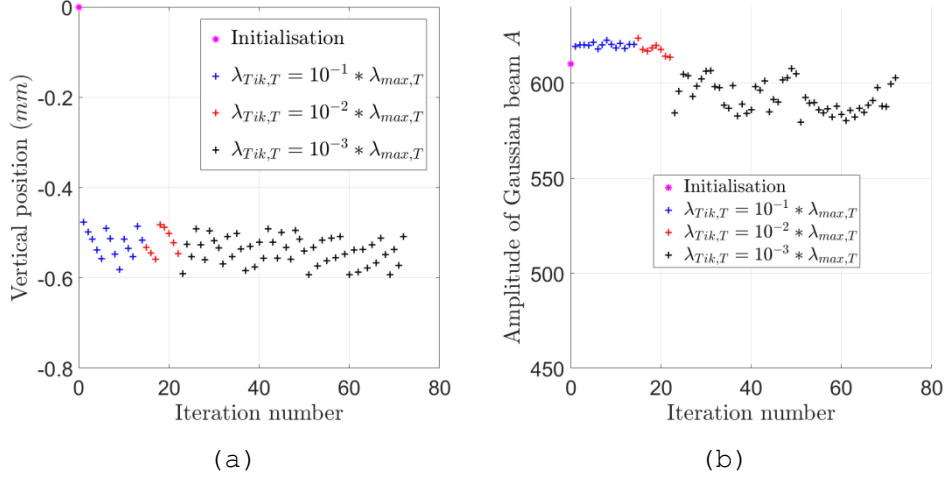 0
-0.2
-0.4
-0.6
-0.8
0
20
40
60
80
Vertical position (mm)
Iteration number
Initialisation
λTik,T = 10^-1 * λmax,T
λTik,T = 10^-2 * λmax,T
λTik,T = 10^-3 * λmax,T
(a)
600
550
500
450
0
20
40
60
80
Amplitude of Gaussian beam A
Iteration number
Initialisation
λTik,T = 10^-1 * λmax,T
λTik,T = 10^-2 * λmax,T
λTik,T = 10^-3 * λmax,T
(b)